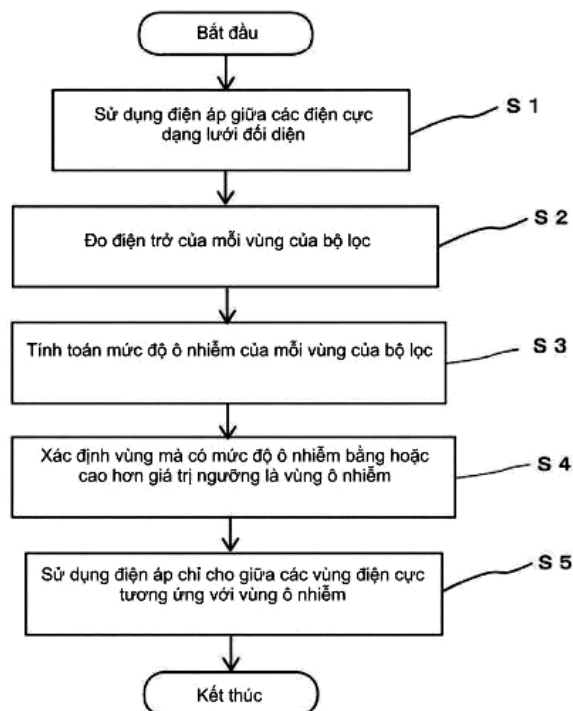 Bắt đầu
Sử dụng điện áp giữa các điện cực
dạng lưới đối diện
S 1
Đo điện trở của mỗi vùng của bộ lọc
S 2
Tính toán mức độ ô nhiễm của mỗi vùng của bộ lọc
S 3
Xác định vùng mà có mức độ ô nhiễm bằng hoặc
cao hơn giá trị ngưỡng là vùng ô nhiễm
S 4
Sử dụng điện áp chỉ cho giữa các vùng điện cực
tương ứng với vùng ô nhiễm
S 5
Kết thúc